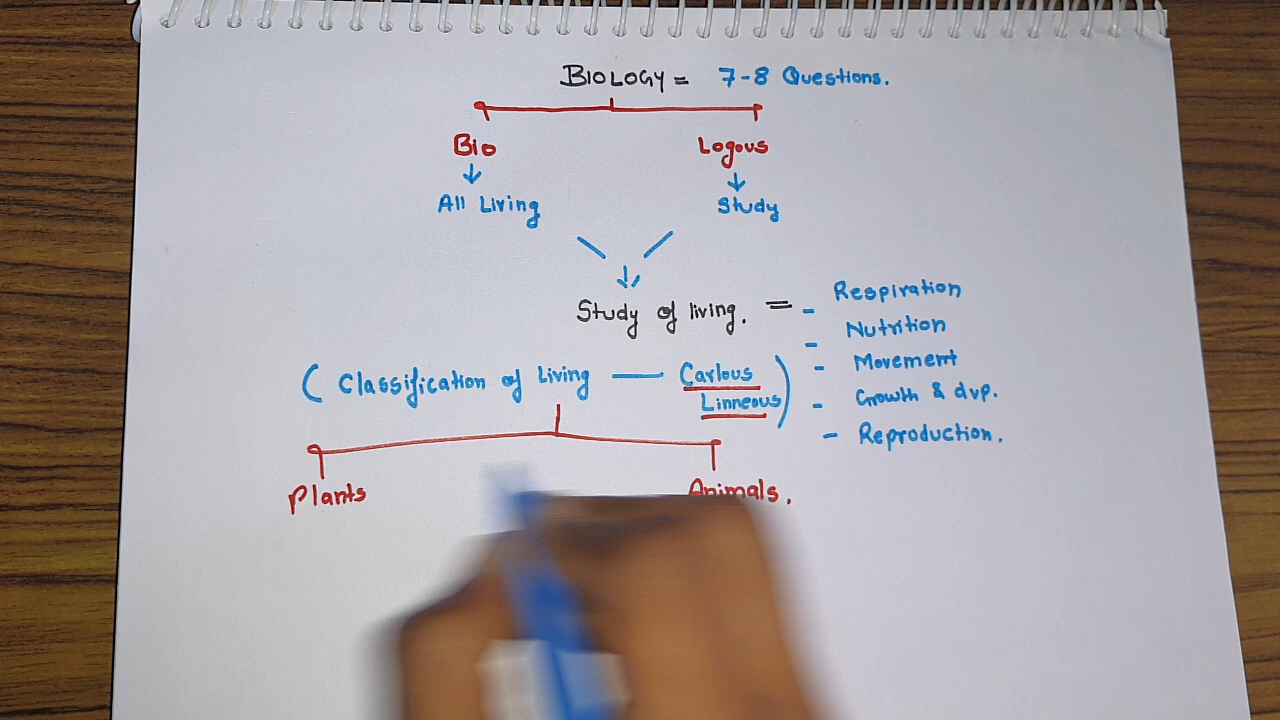 BIOLOGY = 7-8 Questions.
Bio Logous
↓ ↓
All Living Study
↓
Study of living. =
- Respiration
- Nutrition
- Movement
- Growth & dvp.
- Reproduction.
( Classification of Living — Carlous
Linneous )
Plants Animals.